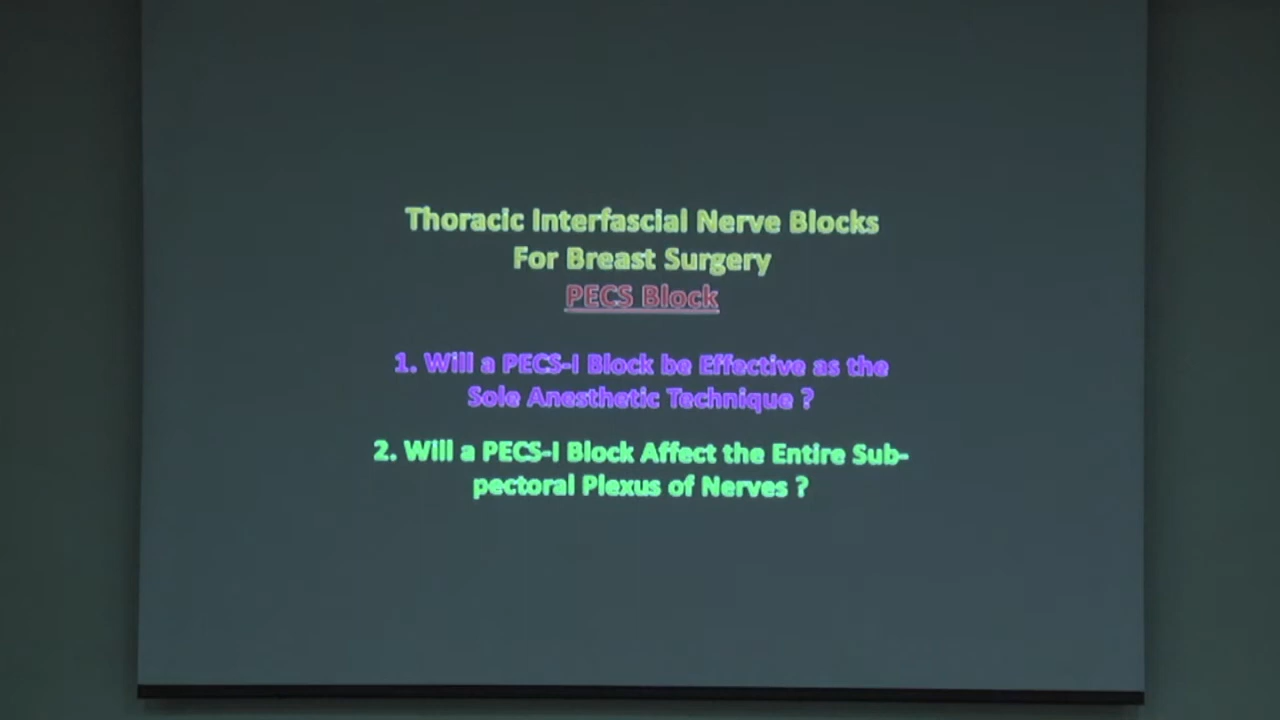 Thoracic Interfascial Nerve Blocks
For Breast Surgery
PECS Block
1. Will a PECS-I Block be Effective as the
Sole Anesthetic Technique ?
2. Will a PECS-I Block Affect the Entire Sub-
pectoral Plexus of Nerves ?